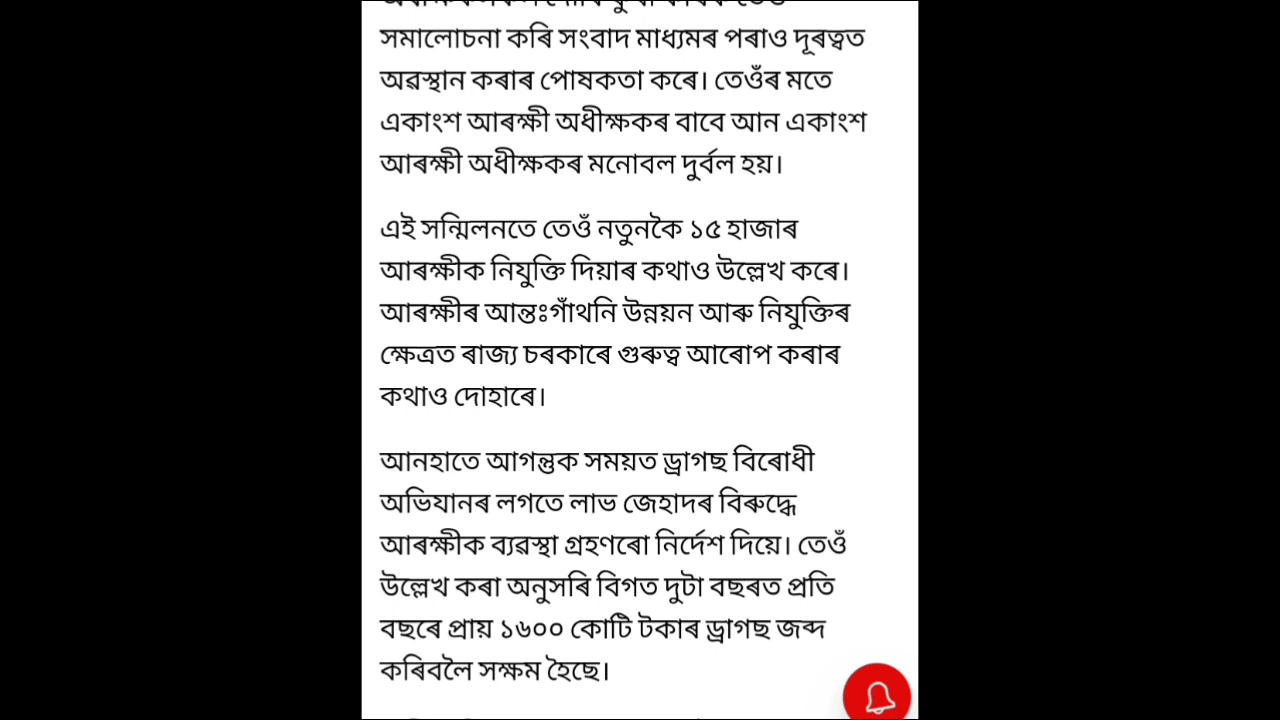 সমালোচনা কৰি সংবাদ মাধ্যমৰ পৰাও দূৰত্বত
অৱস্থান কৰাৰ পোষকতা কৰে। তেওঁৰ মতে
একাংশ আৰক্ষী অধীক্ষকৰ বাবে আন একাংশ
আৰক্ষী অধীক্ষকৰ মনোবল দুৰ্বল হয়।
এই সন্মিলনতে তেওঁ নতুনকৈ ১৫ হাজাৰ
আৰক্ষীক নিযুক্তি দিয়াৰ কথাও উল্লেখ কৰে।
আৰক্ষীৰ আন্তঃগাঁথনি উন্নয়ন আৰু নিযুক্তিৰ
ক্ষেত্ৰত ৰাজ্য চৰকাৰে গুৰুত্ব আৰোপ কৰাৰ
কথাও দোহাৰে।
আনহাতে আগন্তুক সময়ত ড্ৰাগছ বিৰোধী
অভিযানৰ লগতে লাভ জেহাদৰ বিৰুদ্ধে
আৰক্ষীক ব্যৱস্থা গ্ৰহণৰো নিৰ্দেশ দিয়ে। তেওঁ
উল্লেখ কৰা অনুসৰি বিগত দুটা বছৰত প্ৰতি
বছৰে প্ৰায় ১৬০০ কোটি টকাৰ ড্ৰাগছ জব্দ
কৰিবলৈ সক্ষম হৈছে।